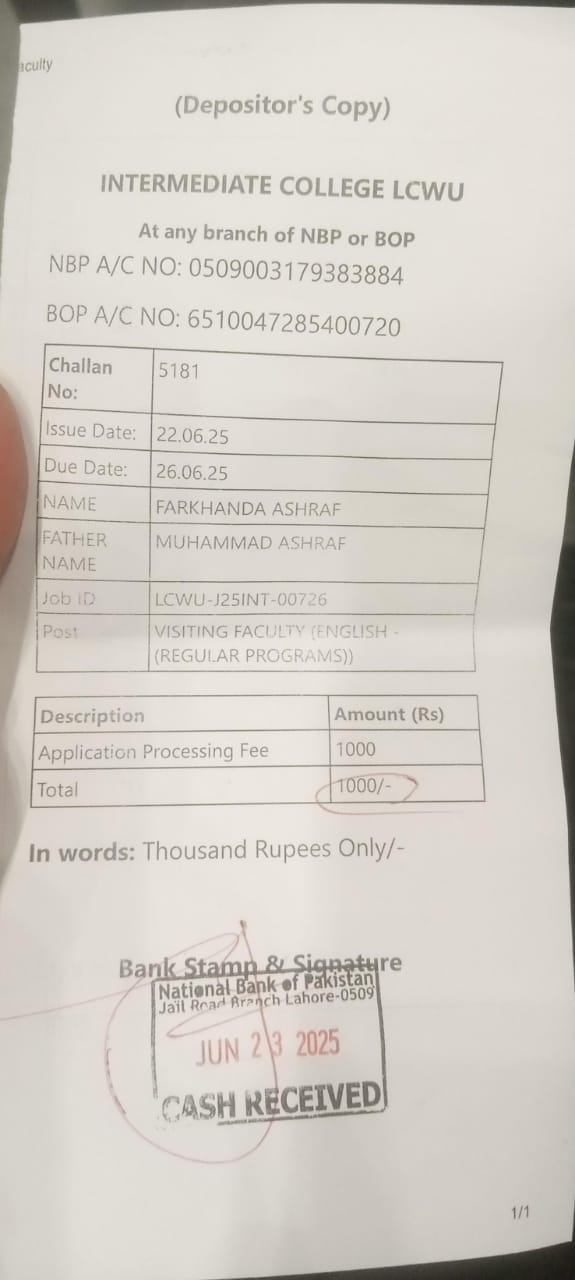 aculty
(Depositor's Copy)
INTERMEDIATE COLLEGE LCWU
At any branch of NBP or BOP
NBP A/C NO: 0509003179383884
BOP A/C NO: 6510047285400720
Challan No: 5181
Issue Date: 22.06.25
Due Date: 26.06.25
NAME FARKHANDA ASHRAF
FATHER NAME MUHAMMAD ASHRAF
Job ID LCWU-J25INT-00726
Post VISITING FACULTY (ENGLISH -
(REGULAR PROGRAMS))
Description Amount (Rs)
Application Processing Fee 1000
Total 1000/-
In words: Thousand Rupees Only/-
Bank Stamp & Signature
National Bank of Pakistan
Jail Road Branch Lahore-0509
JUN 23 2025
CASH RECEIVED
1/1